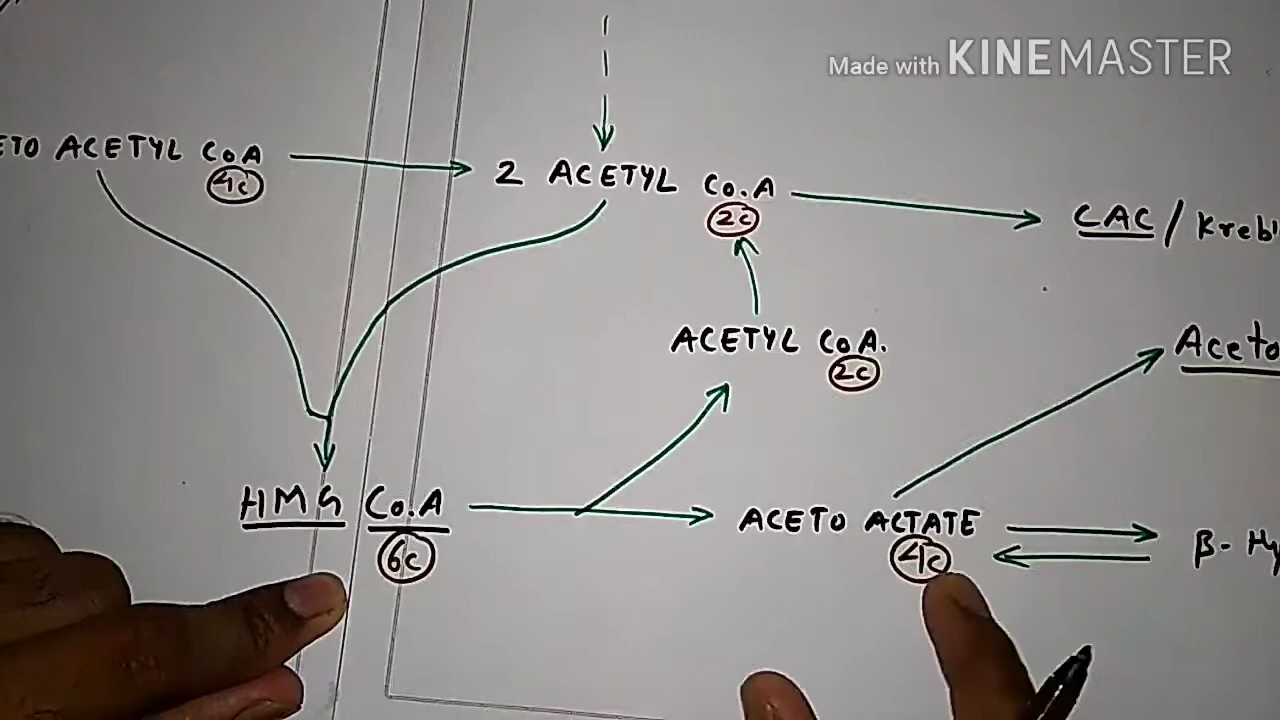 Made with KINEMASTER
ETO ACETYL CoA
4c
2 ACETYL Co.A
2c
CAC / Kreb'
ACETYL CoA.
2c
Aceto
HMG Co.A
6c
ACETO ACTATE
4c
β- Hy